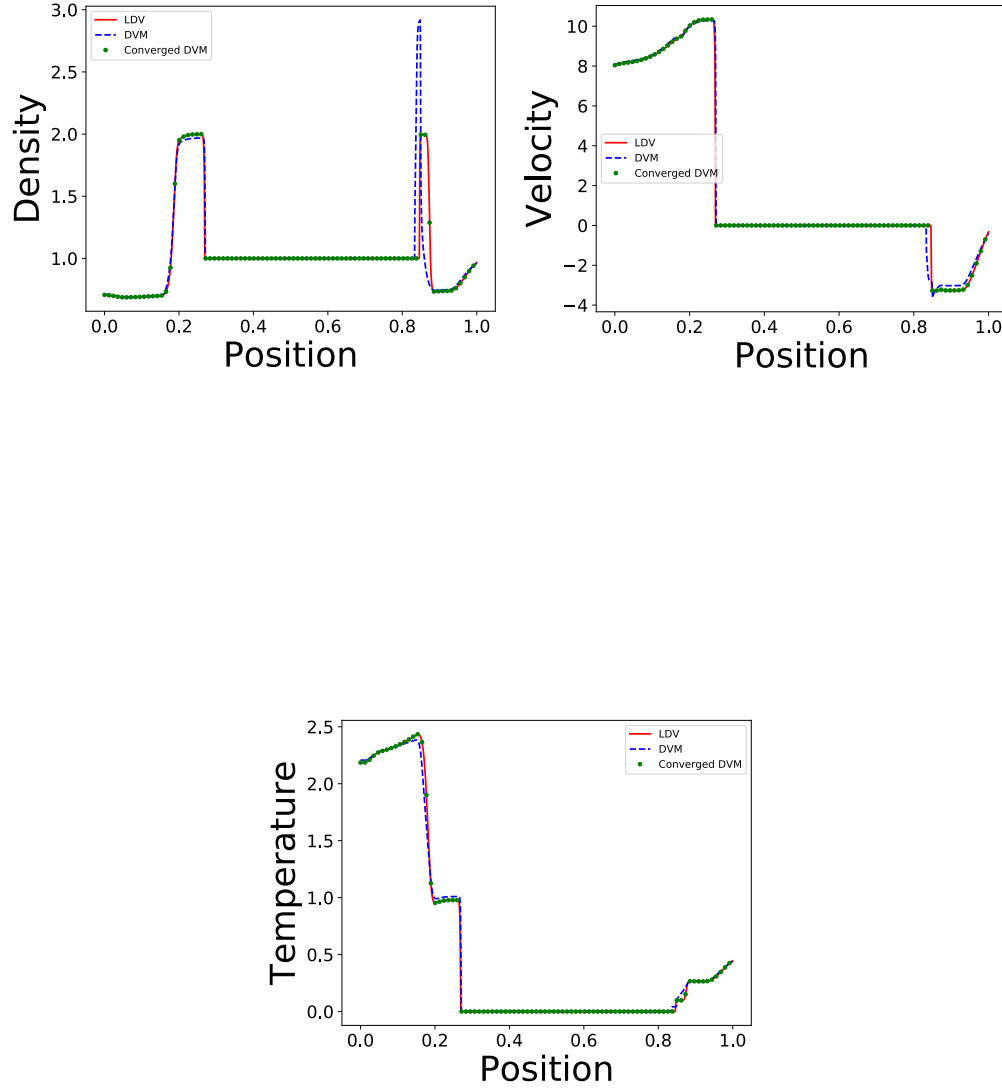 3.0
2.5
2.0
1.5
1.0
Density
LDV
DVM
Converged DVM
0.0 0.2 0.4 0.6 0.8 1.0
Position
10
8
6
4
2
0
−2
−4
Velocity
LDV
DVM
Converged DVM
0.0 0.2 0.4 0.6 0.8 1.0
Position
2.5
2.0
1.5
1.0
0.5
0.0
Temperature
LDV
DVM
Converged DVM
0.0 0.2 0.4 0.6 0.8 1.0
Position